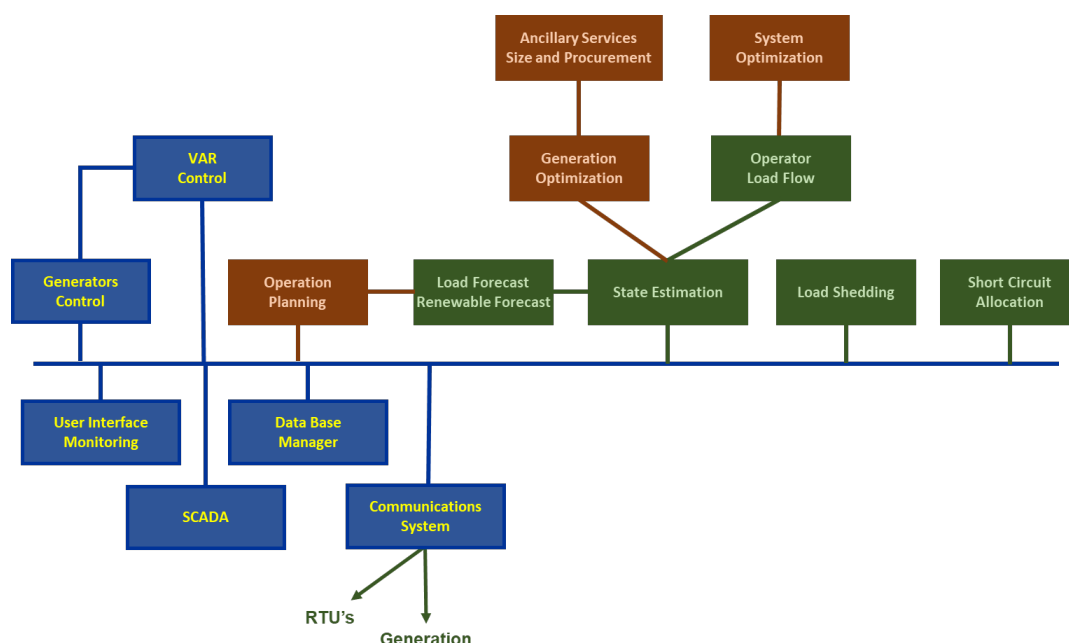 Ancillary Services
Size and Procurement
System
Optimization
VAR
Control
Generation
Optimization
Operator
Load Flow
Generators
Control
Operation
Planning
Load Forecast
Renewable Forecast
State Estimation
Load Shedding
Short Circuit
Allocation
User Interface
Monitoring
Data Base
Manager
SCADA
Communications
System
RTU's
Generation